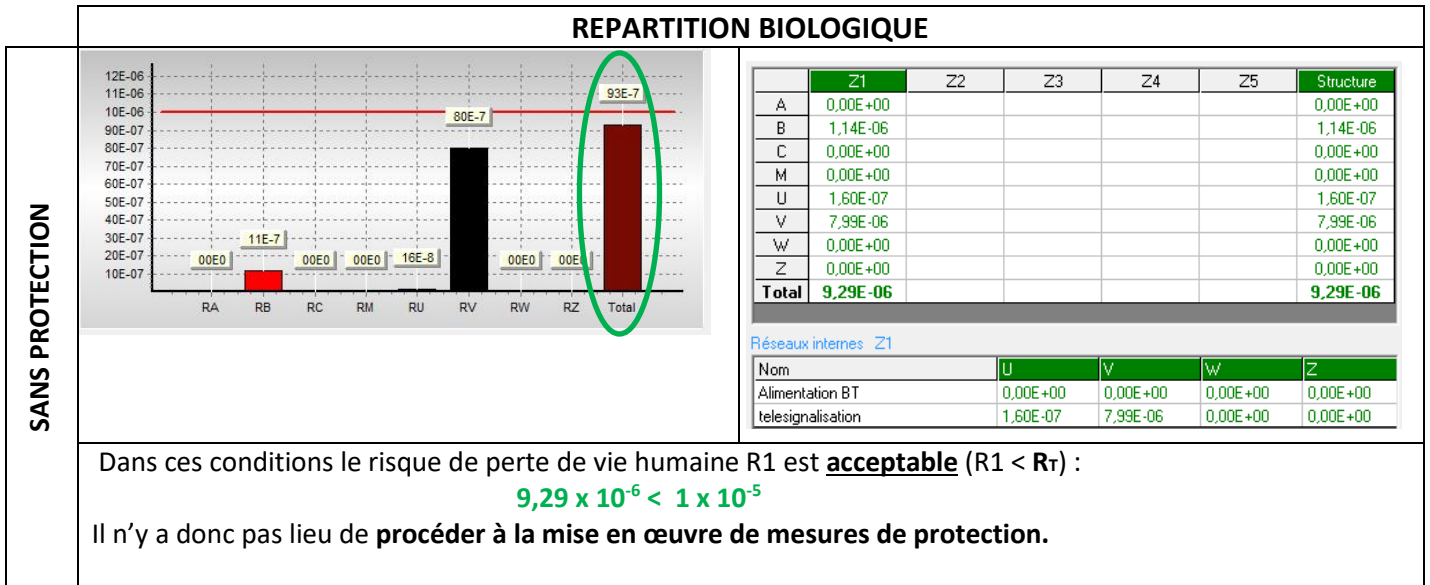 REPARTITION BIOLOGIQUE
SANS PROTECTION
12E-06
11E-06
10E-06
90E-07
80E-07
70E-07
60E-07
50E-07
40E-07
30E-07
20E-07
10E-07
00E0
11E-7
00E0
00E0
16E-8
80E-7
00E0
00E0
93E-7
RA RB RC RM RU RV RW RZ Total
Z1 Z2 Z3 Z4 Z5 Structure
A 0,00E+00 0,00E+00
B 1,14E-06 1,14E-06
C 0,00E+00 0,00E+00
M 0,00E+00 0,00E+00
U 1,60E-07 1,60E-07
V 7,99E-06 7,99E-06
W 0,00E+00 0,00E+00
Z 0,00E+00 0,00E+00
Total 9,29E-06 9,29E-06
Réseaux internes Z1
Nom U V W Z
Alimentation BT 0,00E+00 0,00E+00 0,00E+00 0,00E+00
telesignalisation 1,60E-07 7,99E-06 0,00E+00 0,00E+00
Dans ces conditions le risque de perte de vie humaine R1 est acceptable (R1 < RT) :
9,29 x 10-6 < 1 x 10-5
Il n’y a donc pas lieu de procéder à la mise en œuvre de mesures de protection.